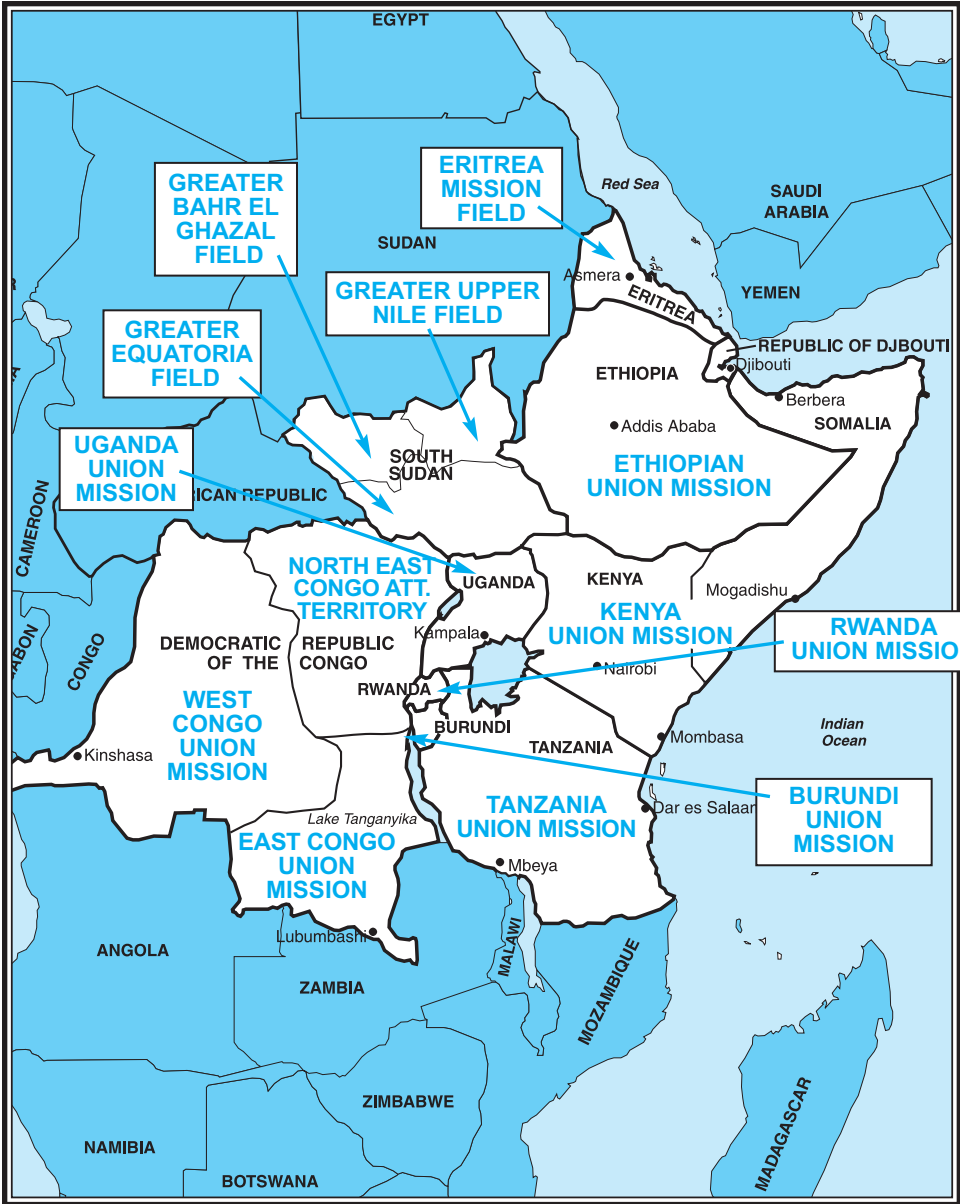 EGYPT
GREATER
BAHR EL
GHAZAL
FIELD
ERITREA
MISSION
FIELD
Red Sea
SAUDI
ARABIA
SUDAN
Asmera
ERITREA
YEMEN
GREATER UPPER
NILE FIELD
GREATER
EQUATORIA
FIELD
REPUBLIC OF DJBOUTI
Djibouti
ETHIOPIA
Berbera
SOMALIA
Addis Ababa
UGANDA
UNION
MISSION
SOUTH
SUDAN
ETHIOPIAN
UNION MISSION
RICAN REPUBLIC
CAMEROON
NORTH EAST
CONGO ATT.
TERRITORY
UGANDA
KENYA
Mogadishu
KENYA
UNION MISSION
Kampala
Nairobi
RWANDA
UNION MISSIO
CONGO
ABON
DEMOCRATIC REPUBLIC
OF THE CONGO
RWANDA
BURUNDI
WEST
CONGO
UNION
MISSION
Kinshasa
TANZANIA
Mombasa
Indian
Ocean
TANZANIA
UNION MISSION
Dar es Salaam
BURUNDI
UNION
MISSION
Lake Tanganyika
EAST CONGO
UNION
MISSION
Mbeya
Lubumbashi
ANGOLA
ZAMBIA
MALAWI
MOZAMBIQUE
ZIMBABWE
MADAGASCAR
NAMIBIA
BOTSWANA